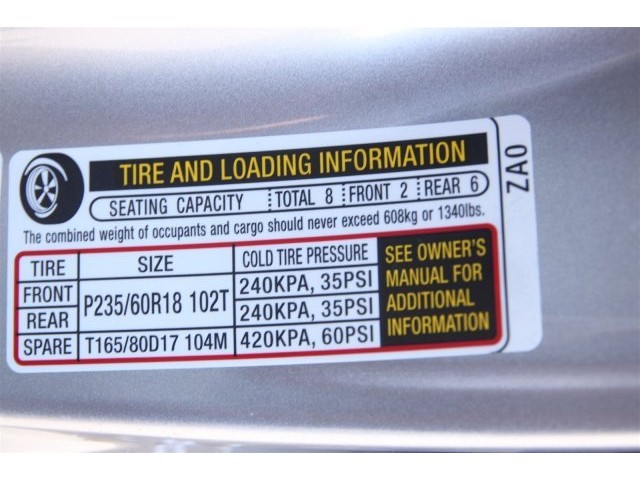 TIRE AND LOADING INFORMATION
SEATING CAPACITY TOTAL 8 FRONT 2 REAR 6
The combined weight of occupants and cargo should never exceed 608kg or 1340lbs.
TIRE SIZE COLD TIRE PRESSURE
FRONT P235/60R18 102T 240KPA, 35PSI
REAR 240KPA, 35PSI
SPARE T165/80D17 104M 420KPA, 60PSI
SEE OWNER'S
MANUAL FOR
ADDITIONAL
INFORMATION
ZA0